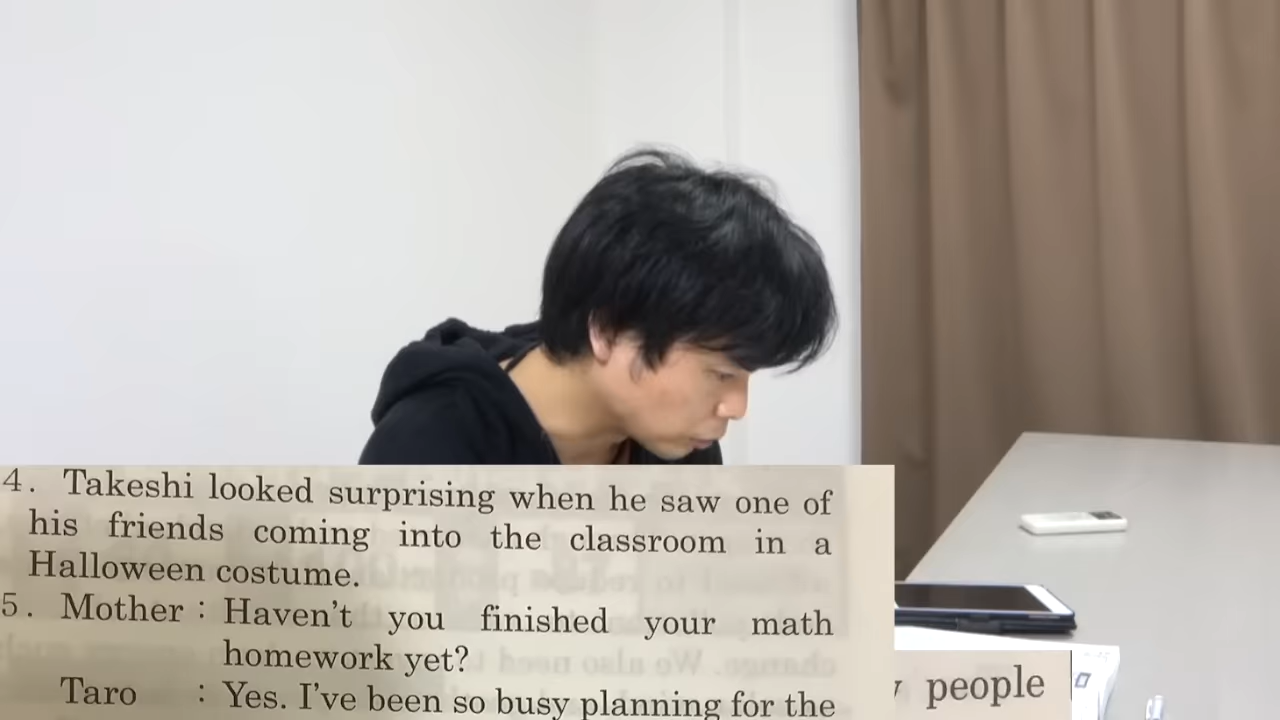 4. Takeshi looked surprising when he saw one of
his friends coming into the classroom in a
Halloween costume.
5. Mother : Haven't you finished your math
homework yet?
Taro : Yes. I've been so busy planning for the
people